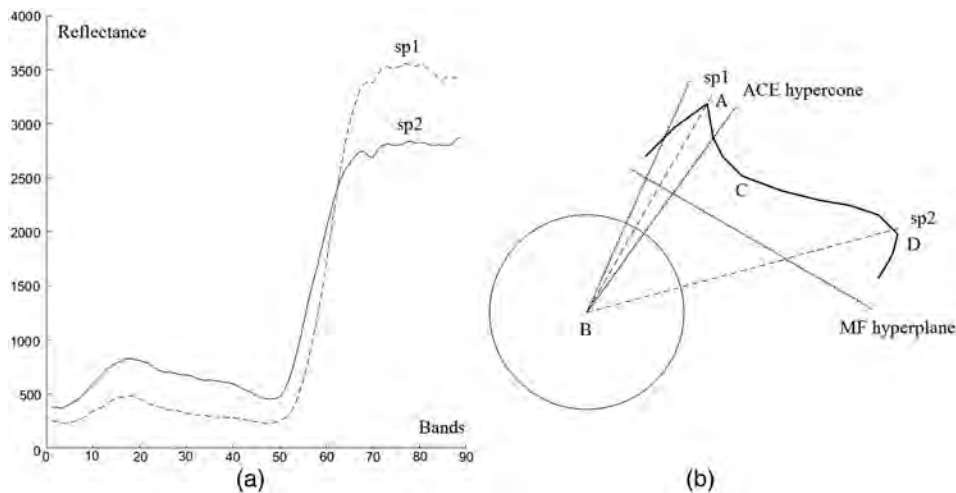 Reflectance
4000
3500
3000
2500
2000
1500
1000
500
0
0 10 20 30 40 50 60 70 80 90
sp1
sp2
Bands
(a)
sp1
A
ACE hypercone
C
sp2
D
B
MF hyperplane
(b)